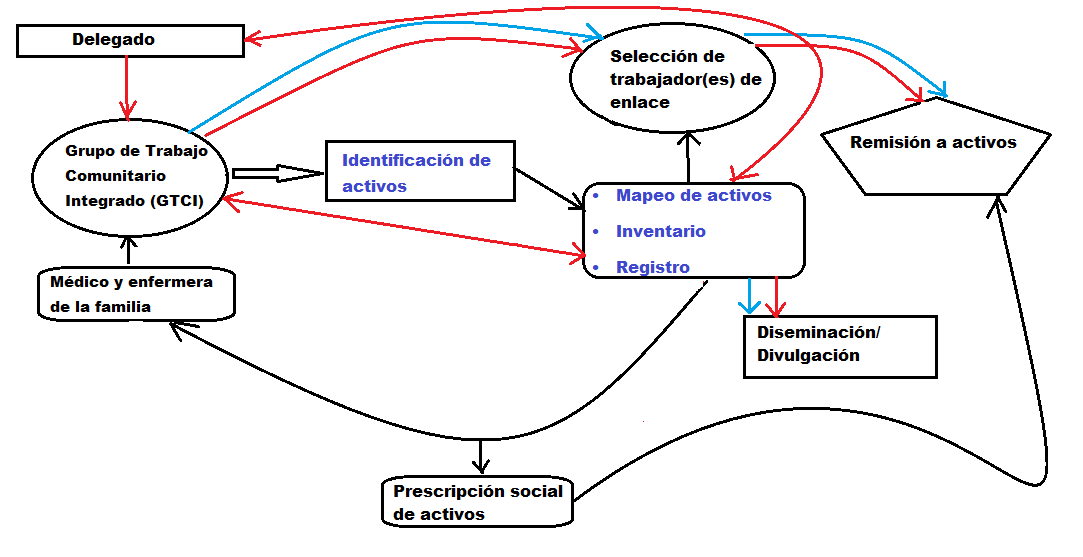 Delegado
Selección de
trabajador(es) de
enlace
Remisión a activos
Grupo de Trabajo
Comunitario
Integrado (GTCI)
Identificación de
activos
• Mapeo de activos
• Inventario
• Registro
Médico y enfermera
de la familia
Diseminación/
Divulgación
Prescripción social
de activos